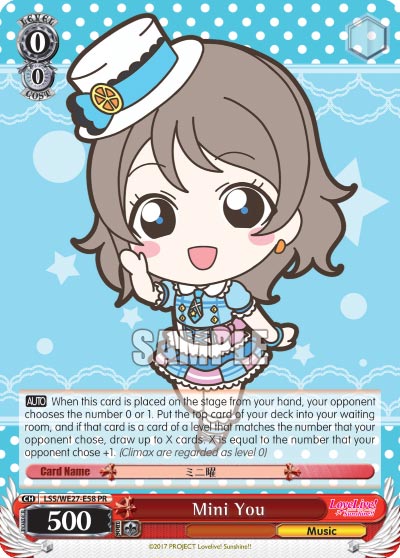 LEVEL
0
0
COST
SAMPLE
AUTO When this card is placed on the stage from your hand, your opponent
chooses the number 0 or 1. Put the top card of your deck into your waiting
room, and if that card is a card of a level that matches the number that
your opponent chose, draw up to X cards. X is equal to the number that
your opponent chose +1. (Climax are regarded as level 0)
Card Name
ミニ曜
CH LSS/WE27-E58 PR
POWER
500
SOUL
Mini You
LoveLive!
Sunshine!!
Music
©2017 PROJECT Lovelive! Sunshine!!